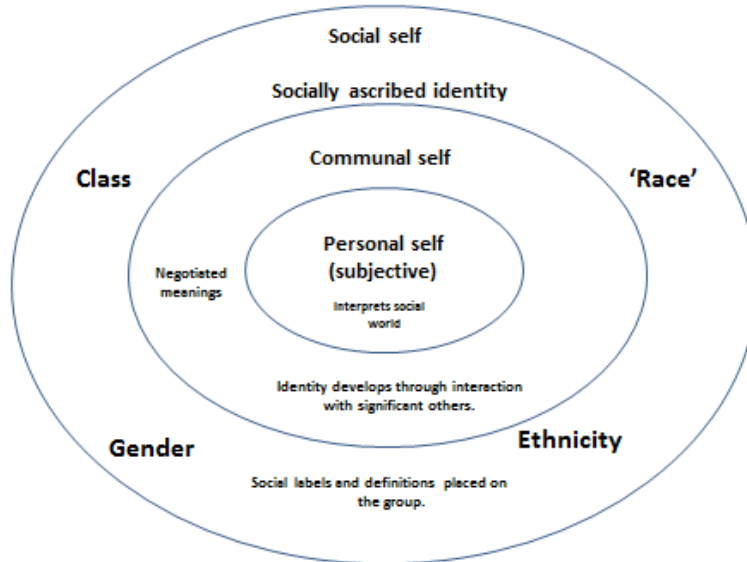 Social self
Socially ascribed identity
Communal self
Class
‘Race’
Personal self
(subjective)
Negotiated
meanings
Interprets social
world
Identity develops through interaction
with significant others.
Gender
Ethnicity
Social labels and definitions placed on
the group.